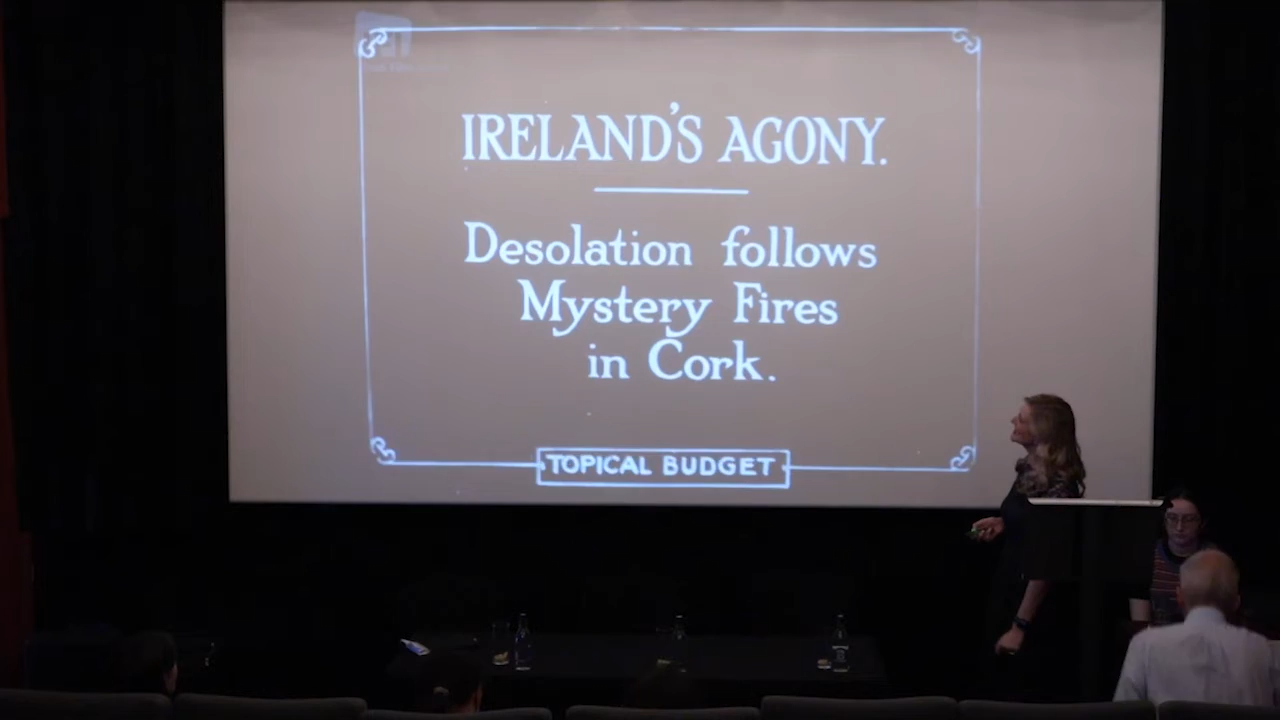 IRELAND'S AGONY.
Desolation follows
Mystery Fires
in Cork.
TOPICAL BUDGET